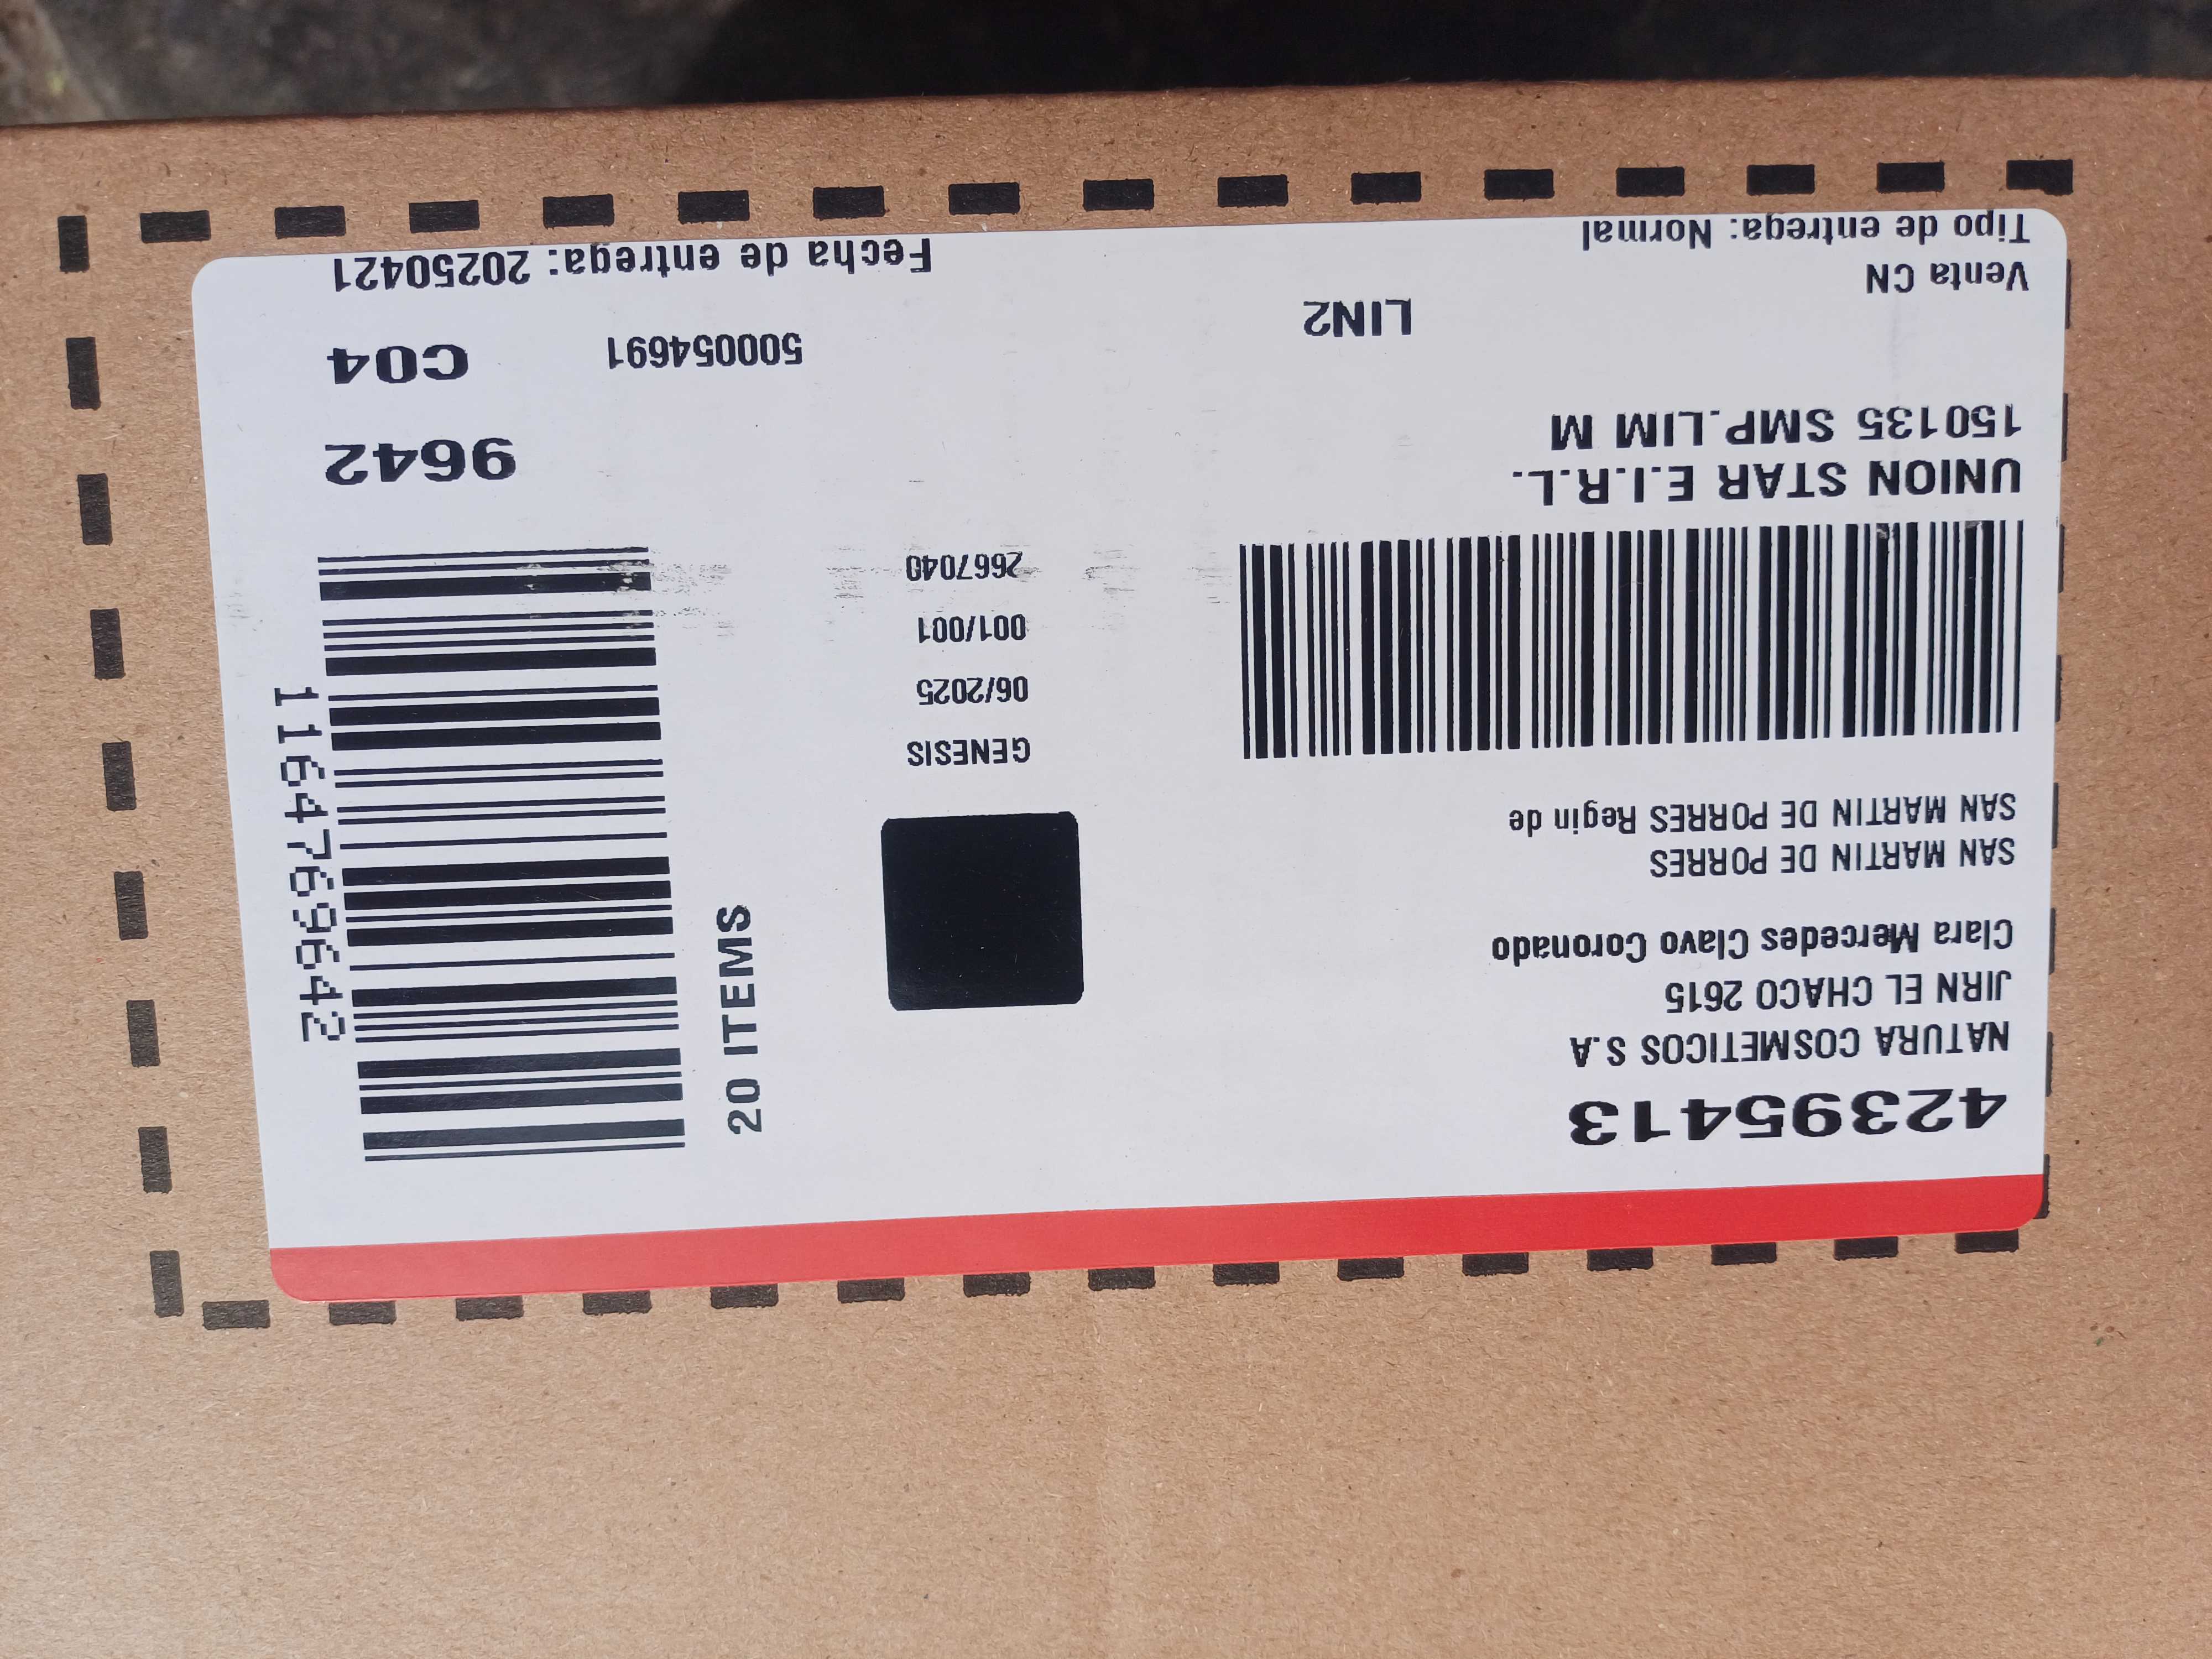 42395413
NATURA COSMETICOS S.A
JIRN EL CHACO 2615
Clara Mercedes Clavo Coronado
SAN MARTIN DE PORRES
SAN MARTIN DE PORRES Regin de
UNION STAR E.I.R.L.
150135 SMP.LIM M
LIN2
Venta CN
Tipo de entrega: Normal
GENESIS
06/2025
001/001
2667040
20 ITEMS
11647769642
9642
500054691
C04
Fecha de entrega: 20250421